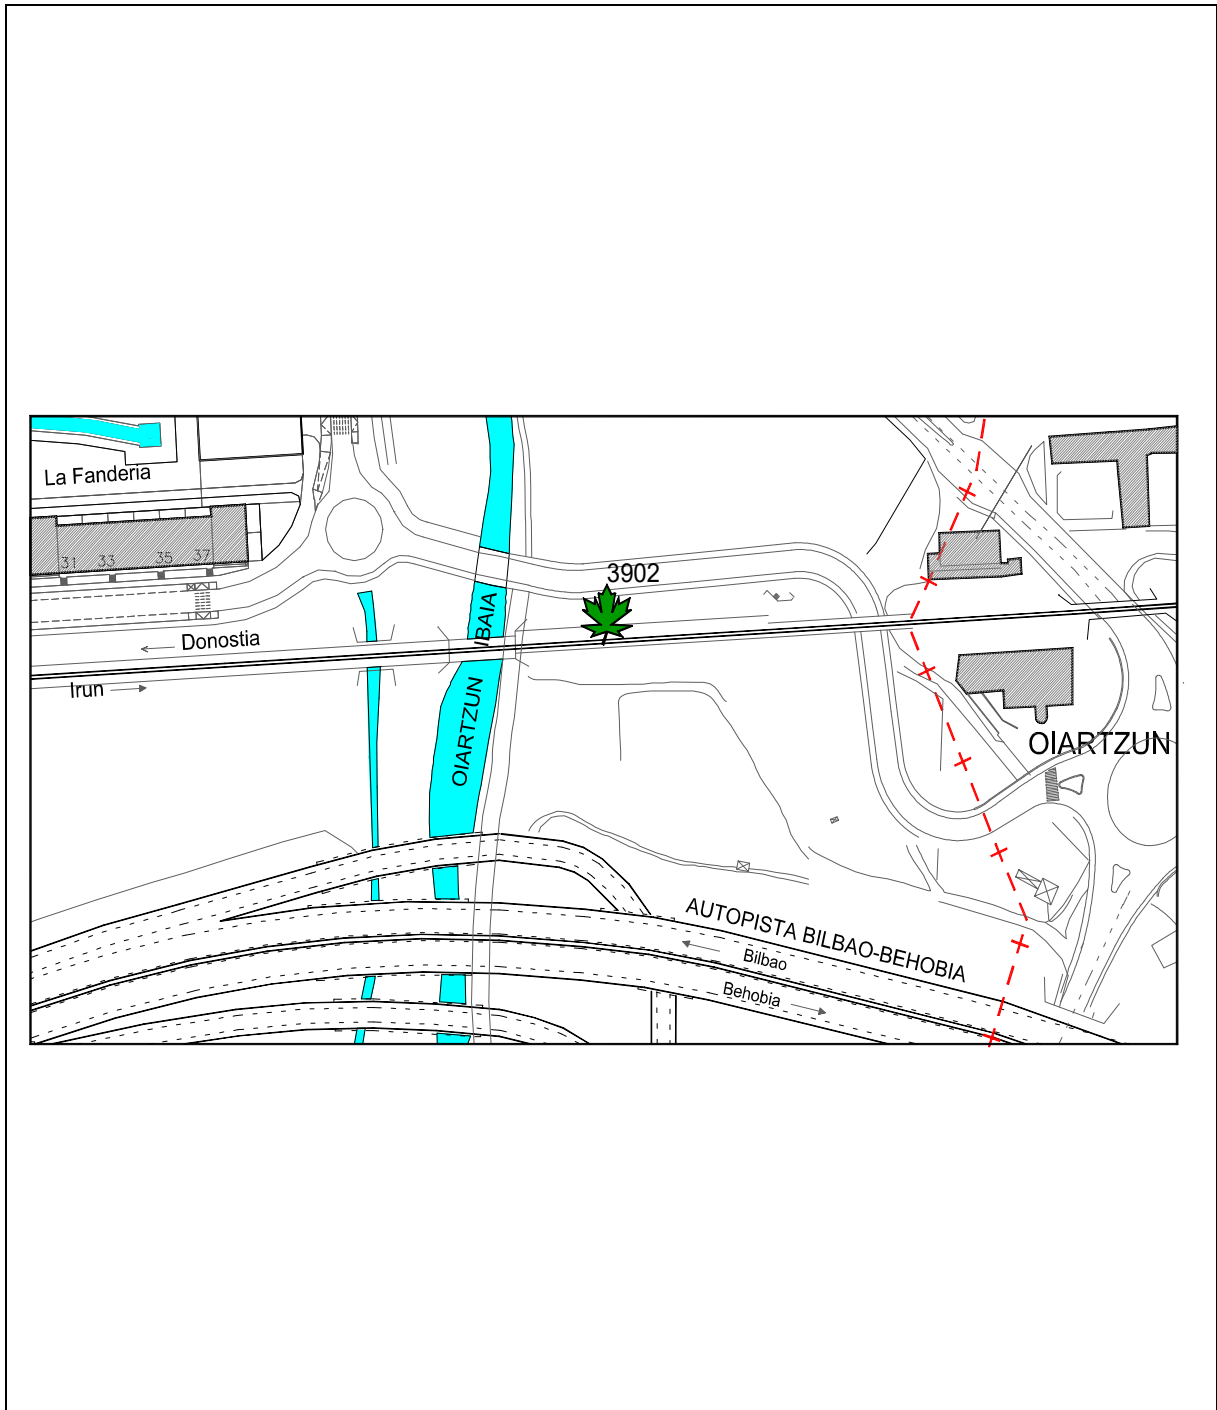 La Fanderia
31 33 35 37
3902
Donostia
Irun
OIARTZUN IBAIA
OIARTZUN
AUTOPISTA BILBAO-BEHOBIA
Bilbao
Behobia